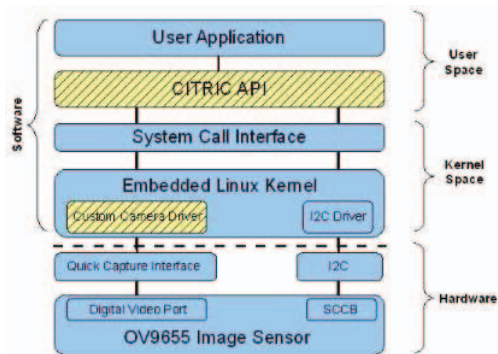 User Application
User
Space
CITRIC API
Software
System Call Interface
Kernel
Space
Embedded Linux Kernel
Custom Camera Driver
I2C Driver
Quick Capture Interface
I2C
Hardware
Digital Video Port
SCCB
OV9655 Image Sensor